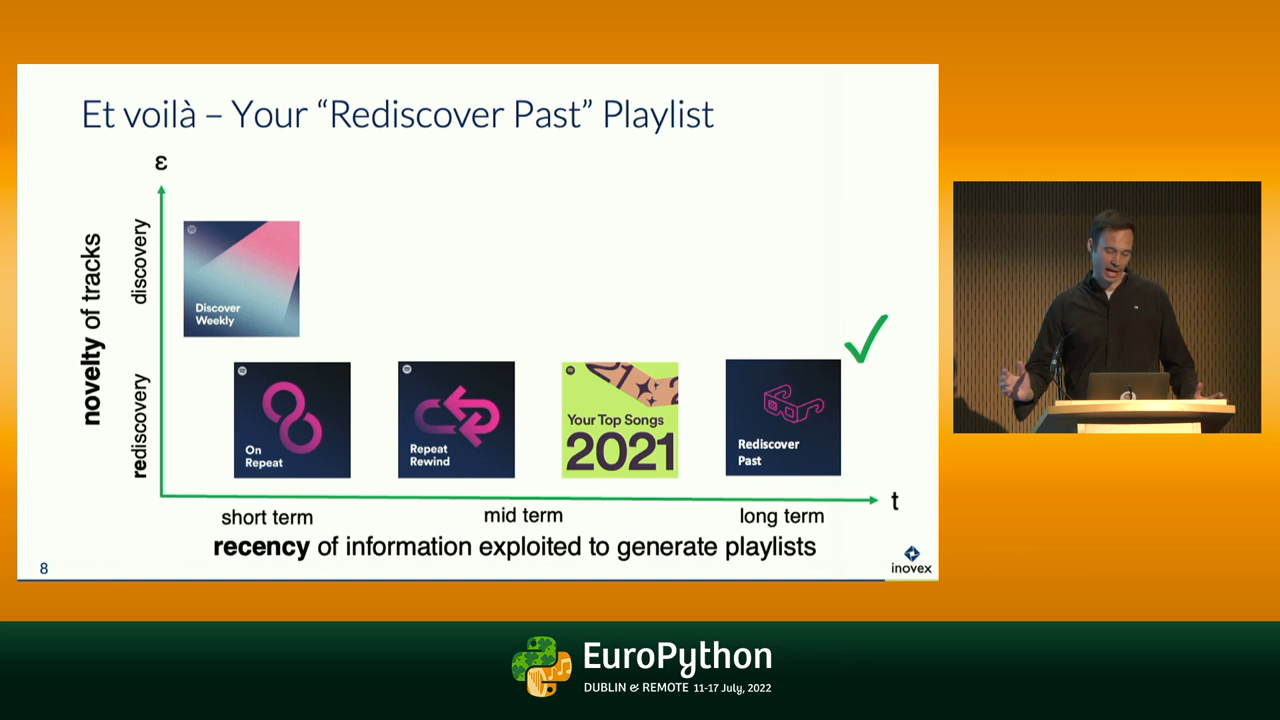 Et voilà – Your “Rediscover Past” Playlist
ε
novelty of tracks
discovery
rediscovery
Discover
Weekly
On
Repeat
Repeat
Rewind
Your Top Songs
2021
Rediscover
Past
t
short term
mid term
long term
recency of information exploited to generate playlists
8
inovex
EuroPython
DUBLIN & REMOTE 11-17 July, 2022